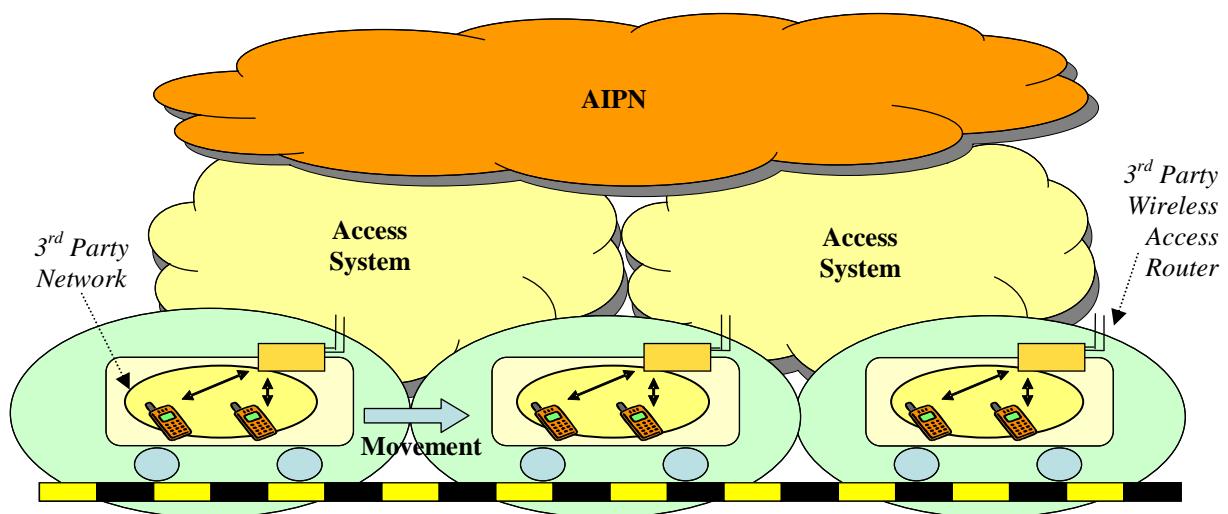 AIPN
Access
System
Access
System
3rd Party
Network
3rd Party
Wireless
Access
Router
Movement